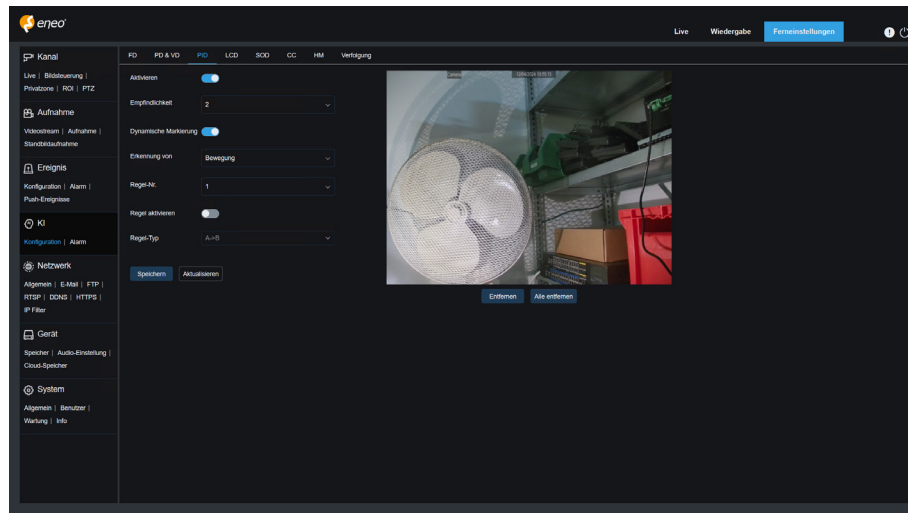 eneo
Live Wiedergabe Ferneinstellungen
Kanal
Live | Bildsteuerung |
Privatzone | ROI | PTZ
Aufnahme
Videostream | Aufnahme |
Standbildaufnahme
Ereignis
Konfiguration | Alarm |
Push-Ereignisse
KI
Konfiguration | Alarm
Netzwerk
Allgemein | E-Mail | FTP |
RTSP | DDNS | HTTPS |
IP Filter
Gerät
Speicher | Audio-Einstellung |
Cloud-Speicher
System
Allgemein | Benutzer |
Wartung | Info
FD PD & VD PID LCD SOD CC HM Verfolgung
Aktivieren
Empfindlichkeit 2
Dynamische Markierung
Erkennung von Bewegung
Regel-Nr. 1
Regel aktivieren
Regel-Typ A->B
Speichern Aktualisieren
Camera
Entfernen Alle entfernen